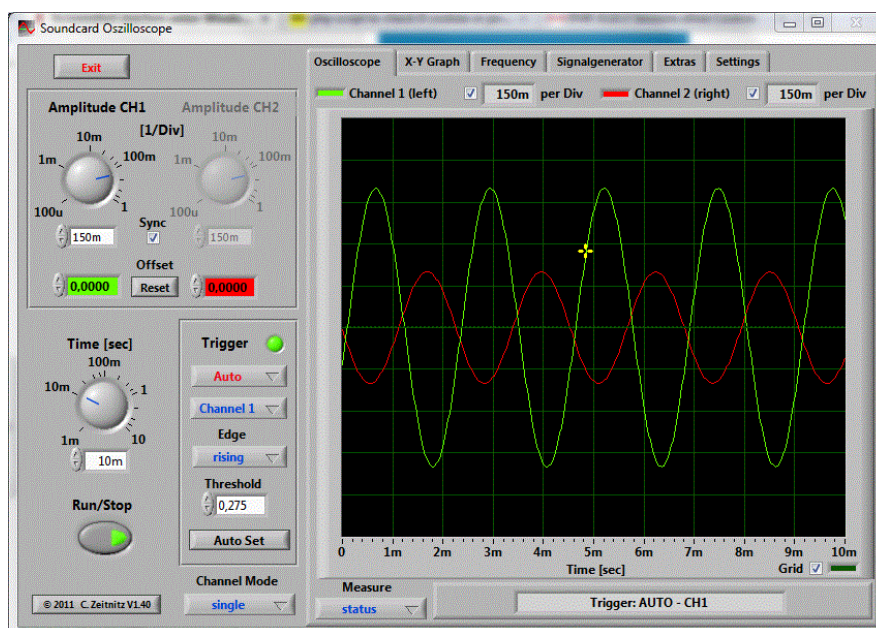 Soundcard Oszilloscope
Exit
Amplitude CH1 Amplitude CH2
[1/Div]
10m 10m
1m 100m 1m 100m
100u 1 100u 1
Sync
150m 150m
Offset
0,0000 Reset 0,0000
Time [sec]
100m
10m 1
1m 10
10m
Run/Stop
© 2011 C. Zeitnitz V1.40
Trigger
Auto
Channel 1
Edge
rising
Threshold
0,275
Auto Set
Channel Mode
single
Oscilloscope X-Y Graph Frequency Signalgenerator Extras Settings
Channel 1 (left) 150m per Div Channel 2 (right) 150m per Div
0 1m 2m 3m 4m 5m 6m 7m 8m 9m 10m
Time [sec]
Grid
Measure
status
Trigger: AUTO - CH1